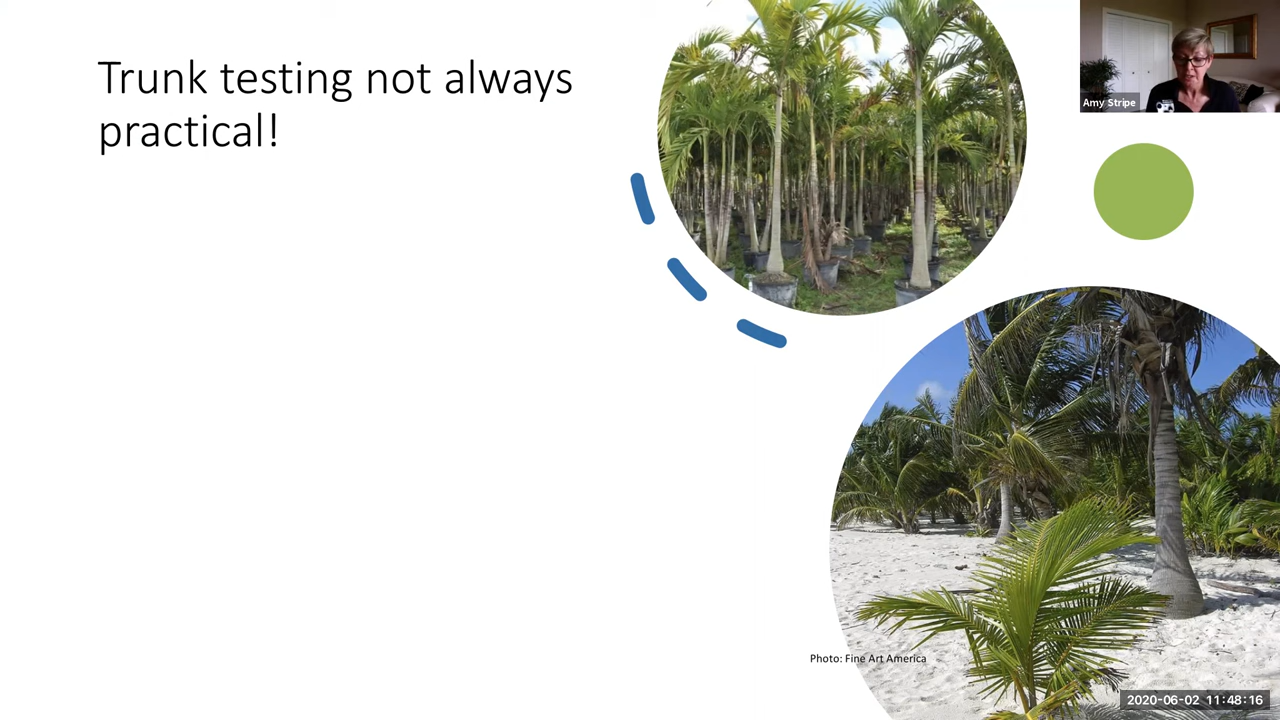 Trunk testing not always
practical!
Amy Stripe
Photo: Fine Art America
2020-06-02 11:48:16